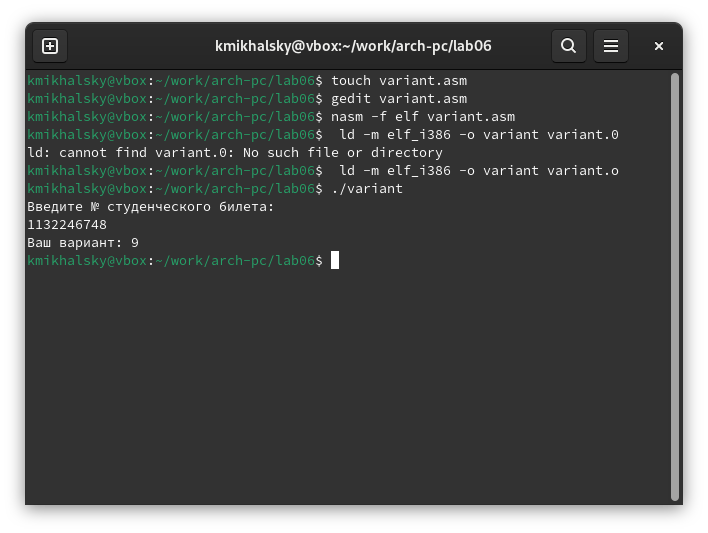 kmikhalsky@vbox:~/work/arch-pc/lab06
kmikhalsky@vbox:~/work/arch-pc/lab06$ touch variant.asm
kmikhalsky@vbox:~/work/arch-pc/lab06$ gedit variant.asm
kmikhalsky@vbox:~/work/arch-pc/lab06$ nasm -f elf variant.asm
kmikhalsky@vbox:~/work/arch-pc/lab06$  ld -m elf_i386 -o variant variant.0
ld: cannot find variant.0: No such file or directory
kmikhalsky@vbox:~/work/arch-pc/lab06$  ld -m elf_i386 -o variant variant.o
kmikhalsky@vbox:~/work/arch-pc/lab06$ ./variant
Введите № студенческого билета:
1132246748
Ваш вариант: 9
kmikhalsky@vbox:~/work/arch-pc/lab06$